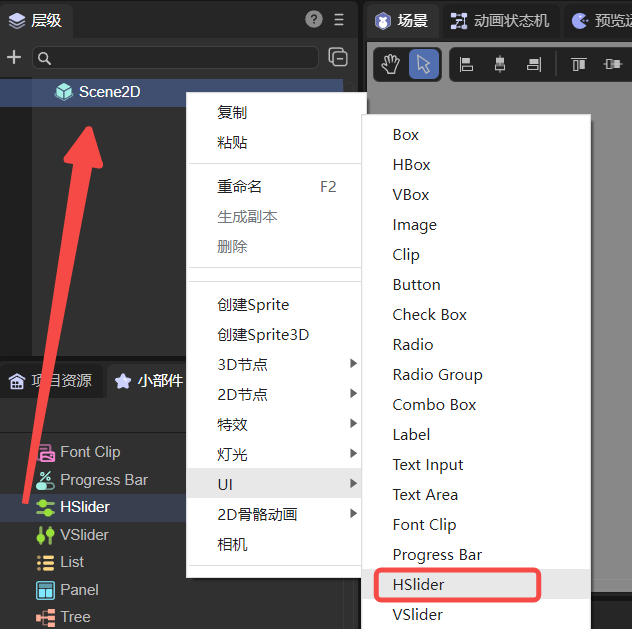 层级
?
场景
动画状态机
预览运
Scene2D
复制
粘贴
重命名 F2
生成副本
删除
创建Sprite
创建Sprite3D
3D节点
2D节点
特效
灯光
UI
2D骨骼动画
相机
Box
HBox
VBox
Image
Clip
Button
Check Box
Radio
Radio Group
Combo Box
Label
Text Input
Text Area
Font Clip
Progress Bar
HSlider
VSlider
项目资源
小部件
Font Clip
Progress Bar
HSlider
VSlider
List
Panel
Tree